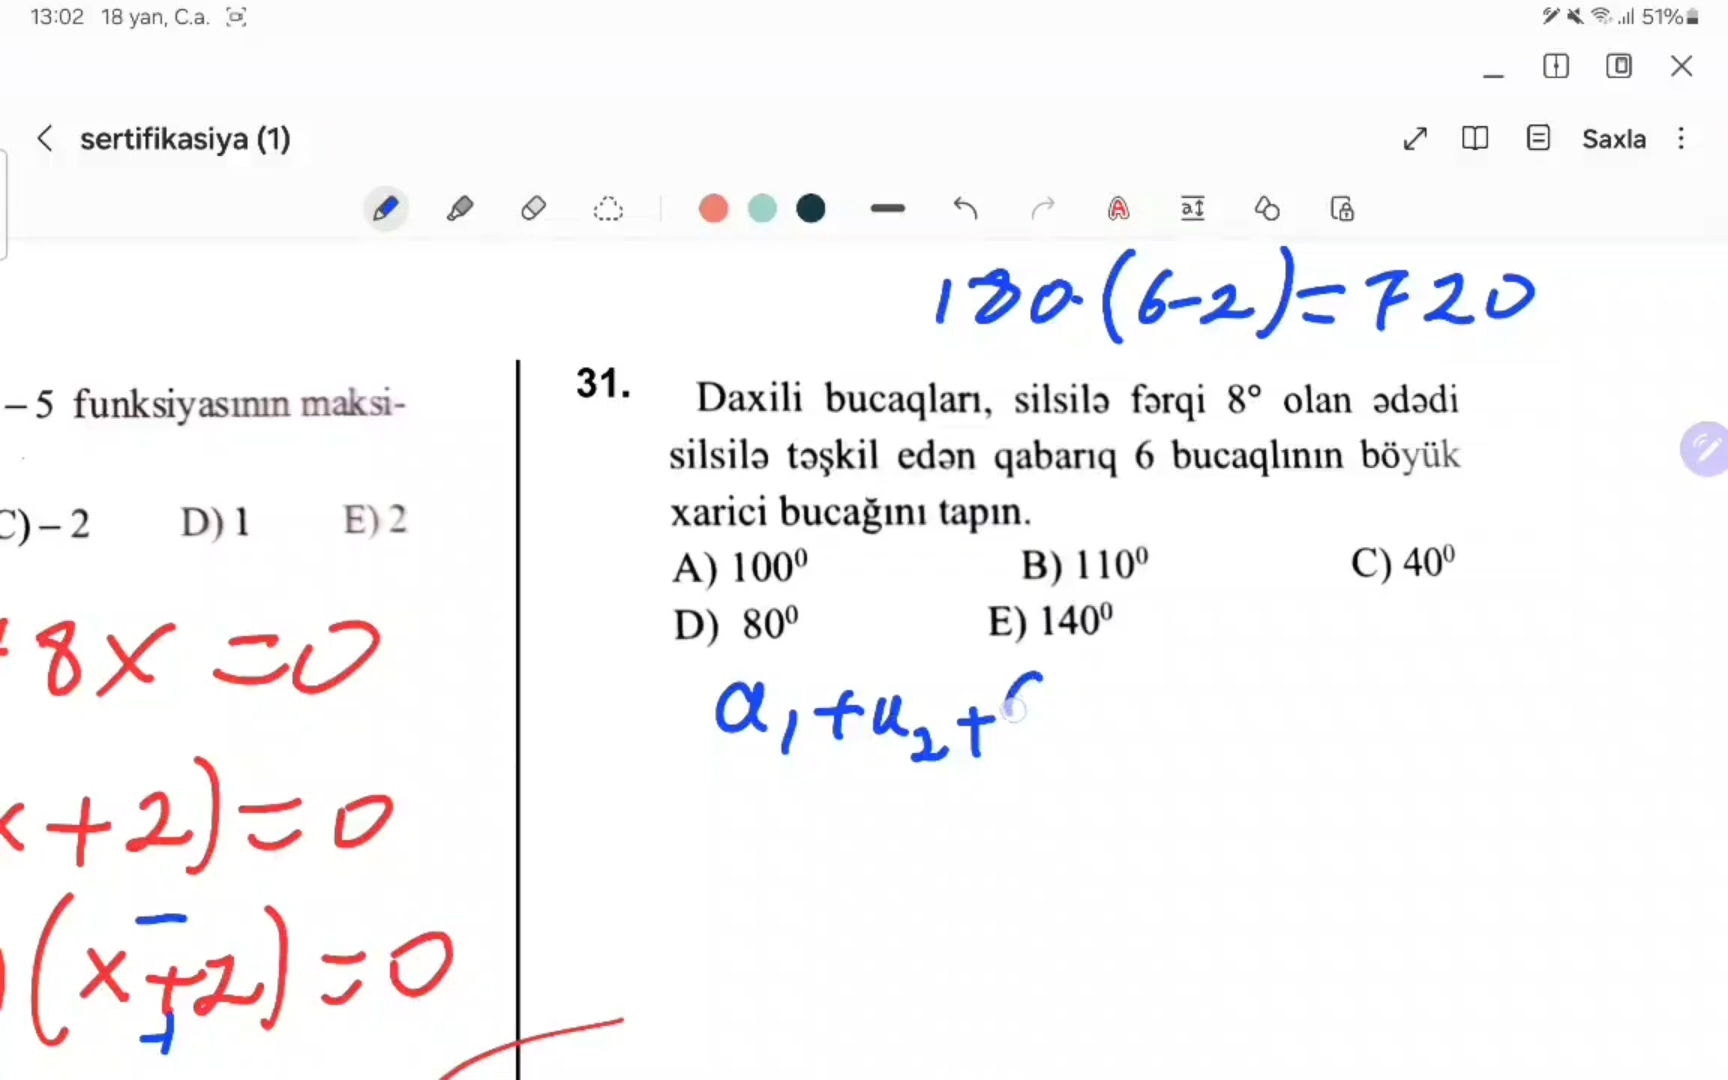 13:02 18 yan, C.a.
51%
sertifikasiya (1)
Saxla
180·(6-2)=720
– 5 funksiyasının maksi-
C) – 2 D) 1 E) 2
8x =0
x+2)=0
(x+2)=0
31. Daxili bucaqları, silsilə fərqi 8° olan ədədi
silsilə təşkil edən qabarıq 6 bucaqlının böyük
xarici bucağını tapın.
A) 100⁰ B) 110⁰ C) 40⁰
D) 80⁰ E) 140⁰
a₁+a₂+